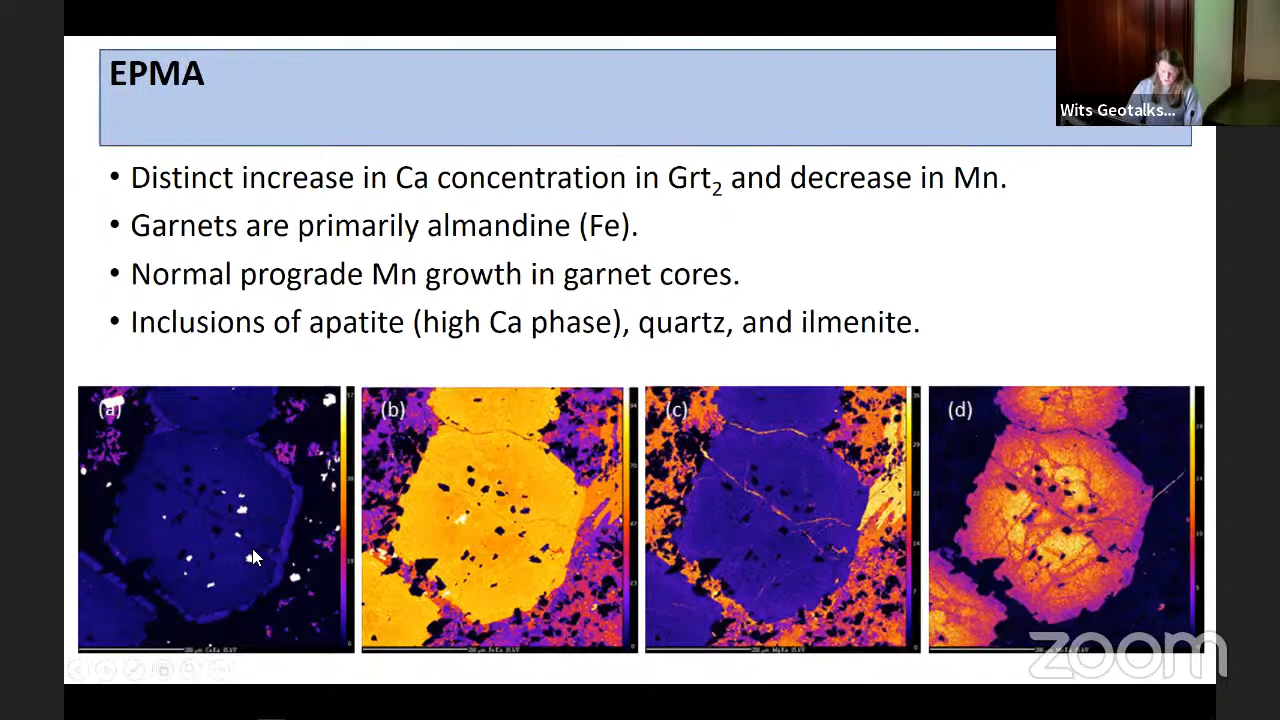 EPMA
Wits Geotalks...
• Distinct increase in Ca concentration in Grt₂ and decrease in Mn.
• Garnets are primarily almandine (Fe).
• Normal prograde Mn growth in garnet cores.
• Inclusions of apatite (high Ca phase), quartz, and ilmenite.
(a) (b) (c) (d)
zoom